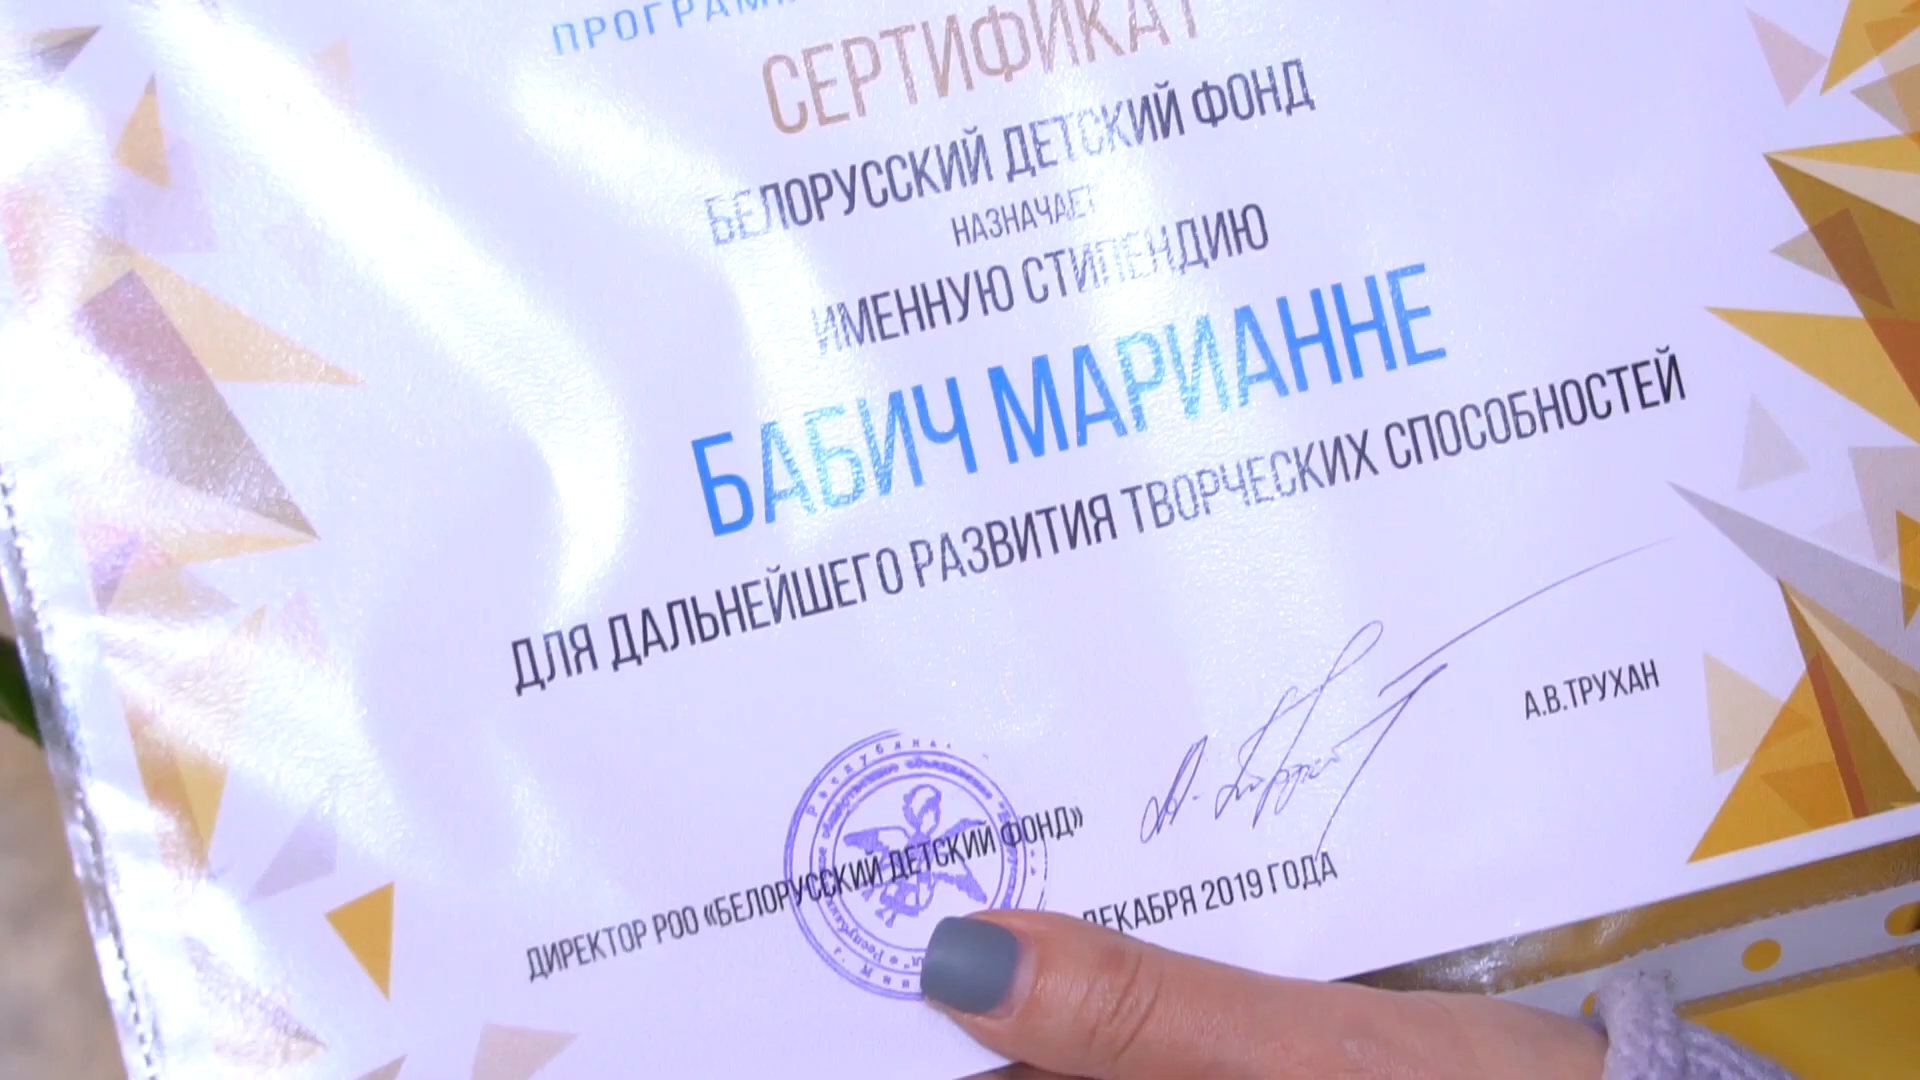 СЕРТИФИКАТ
БЕЛОРУССКИЙ ДЕТСКИЙ ФОНД
НАЗНАЧАЕТ
ИМЕННУЮ СТИПЕНДИЮ
БАБИЧ МАРИАННЕ
ДЛЯ ДАЛЬНЕЙШЕГО РАЗВИТИЯ ТВОРЧЕСКИХ СПОСОБНОСТЕЙ
ДИРЕКТОР РОО «БЕЛОРУССКИЙ ДЕТСКИЙ ФОНД»
А.В.ТРУХАН
ДЕКАБРЯ 2019 ГОДА